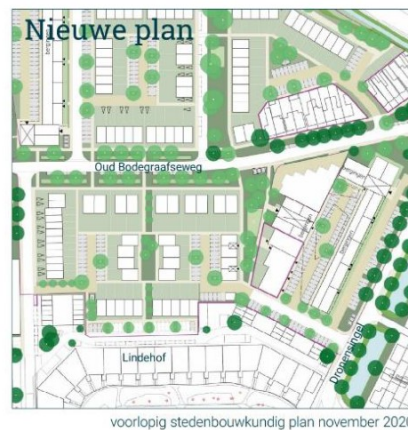 Nieuwe plan
Oud Bodegraafseweg
Lindehof
Dronensingel
voorlopig stedenbouwkundig plan november 2020